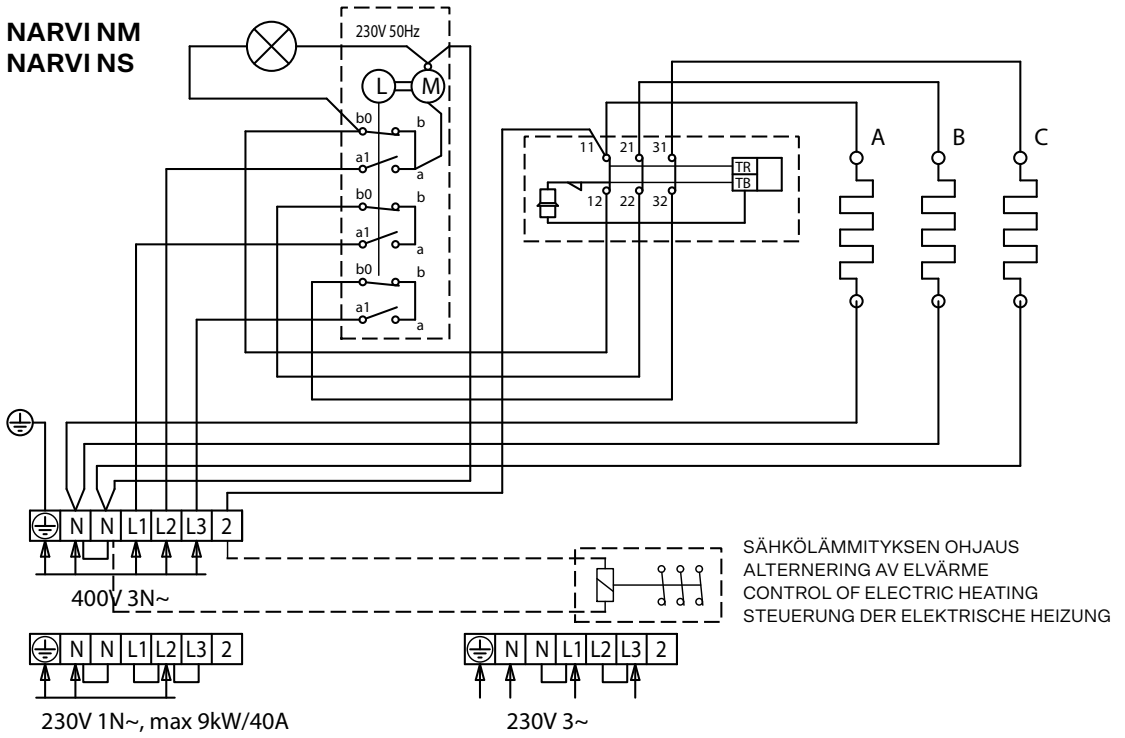 NARVI NM
NARVI NS
230V 50Hz
L M
b0 b
a1 a
b0 b
a1 a
b0 b
a1 a
11 21 31
TR
TB
12 22 32
A B C
N N L1 L2 L3 2
400V 3N~
SÄHKÖLÄMMITYKSEN OHJAUS
ALTERNERING AV ELVÄRME
CONTROL OF ELECTRIC HEATING
STEUERUNG DER ELEKTRISCHE HEIZUNG
N N L1 L2 L3 2
230V 1N~, max 9kW/40A
N N L1 L2 L3 2
230V 3~